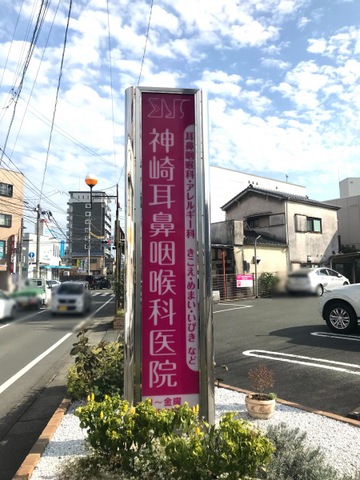 神崎耳鼻咽喉科医院
耳鼻咽喉科・アレルギー科 きこえ・めまい・いびき など